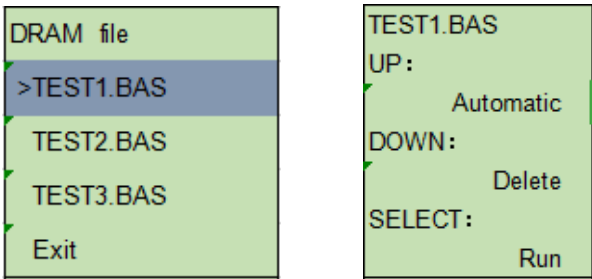 DRAM file
>TEST1.BAS
TEST2.BAS
TEST3.BAS
Exit
TEST1.BAS
UP：
Automatic
DOWN：
Delete
SELECT：
Run